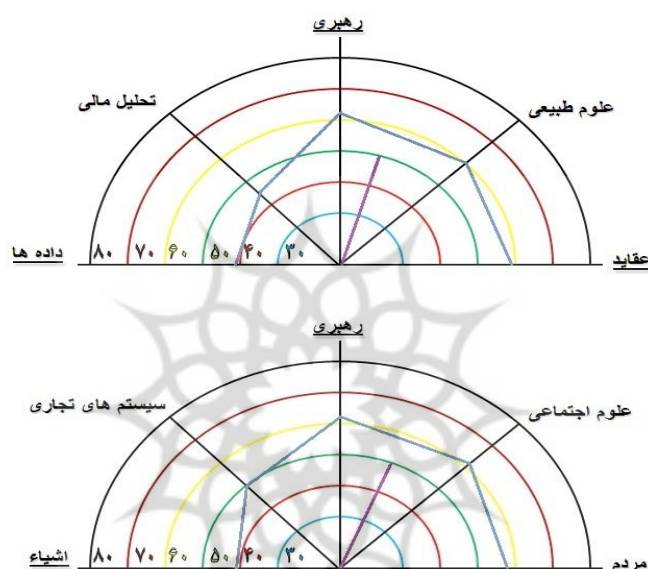 رهبری
تحلیل مالی
علوم طبیعی
داده ها
۸۰ ۷۰ ۶۰ ۵۰ ۴۰ ۳۰
عقاید
رهبری
سیستم های تجاری
علوم اجتماعی
اشیاء
۸۰ ۷۰ ۶۰ ۵۰ ۴۰ ۳۰
مردم